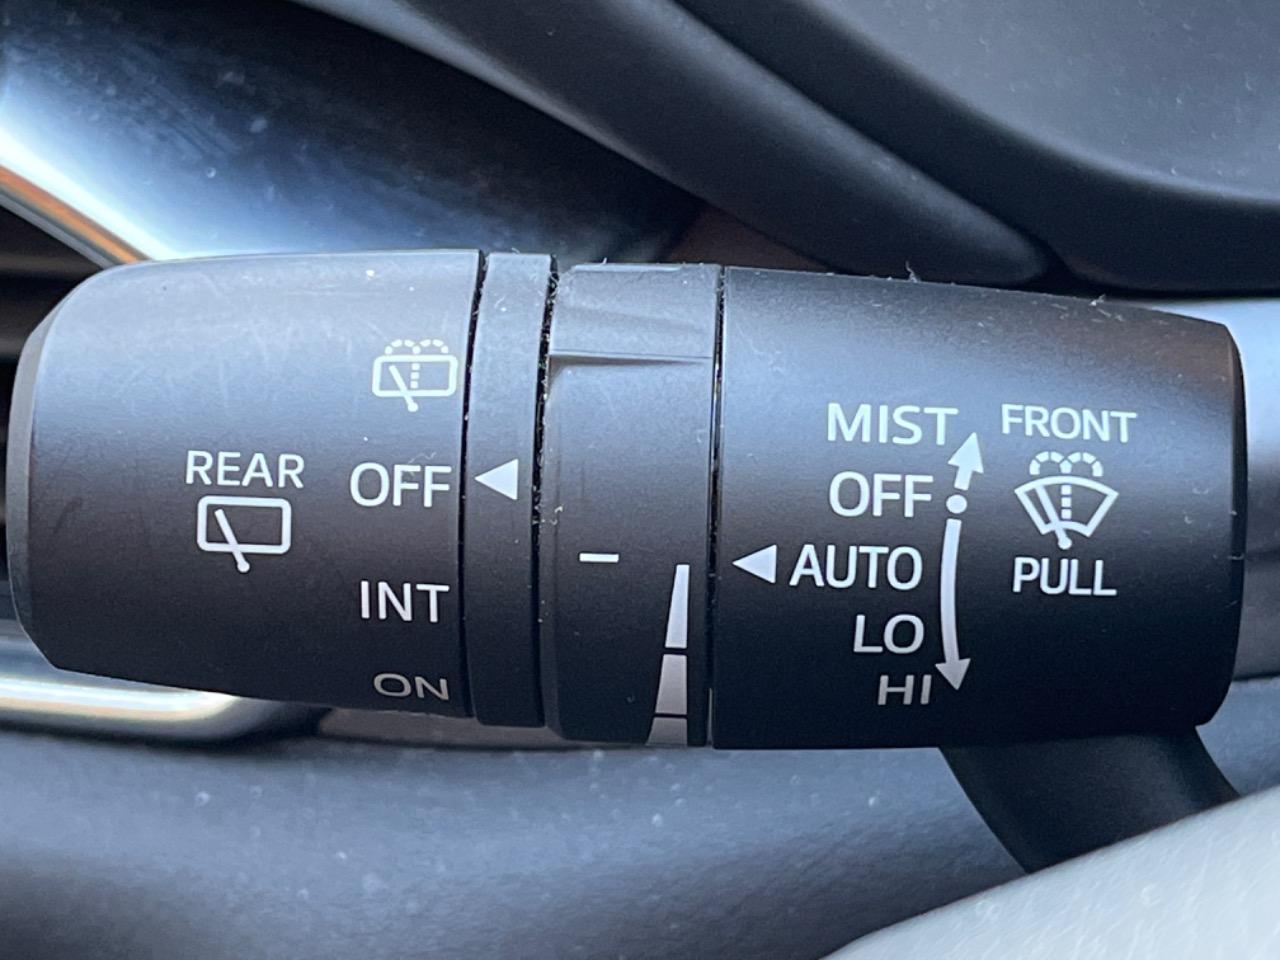 REAR
OFF
INT
ON
MIST
OFF
AUTO
LO
HI
FRONT
PULL